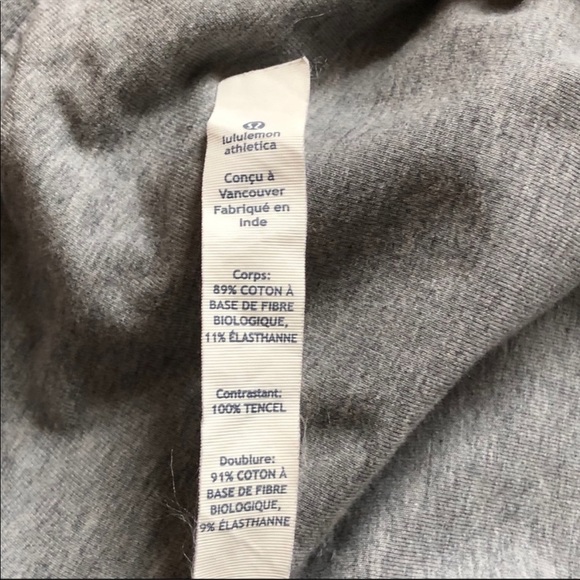 lululemon
athletica
Conçu à
Vancouver
Fabriqué en
Inde
Corps:
89% COTON À
BASE DE FIBRE
BIOLOGIQUE,
11% ÉLASTHANNE
Contrastant:
100% TENCEL
Doublure:
91% COTON À
BASE DE FIBRE
BIOLOGIQUE,
9% ÉLASTHANNE